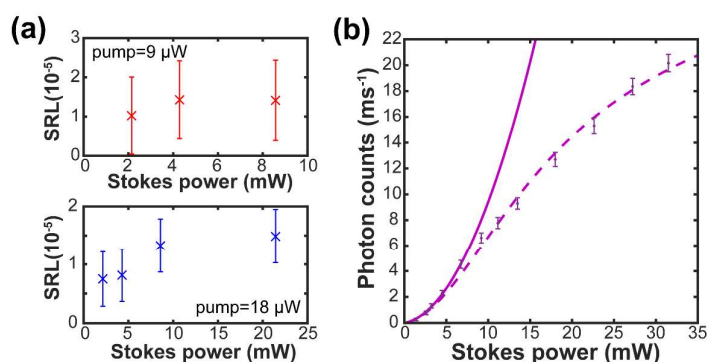 (a)
3
2
1
0
SRL(10⁻⁵)
pump=9 µW
0 2 4 6 8 10
Stokes power (mW)
2
1
0
SRL(10⁻⁵)
pump=18 µW
0 5 10 15 20 25
Stokes power (mW)
(b)
22
20
18
16
14
12
10
8
6
4
2
0
Photon counts (ms⁻¹)
0 5 10 15 20 25 30 35
Stokes power (mW)